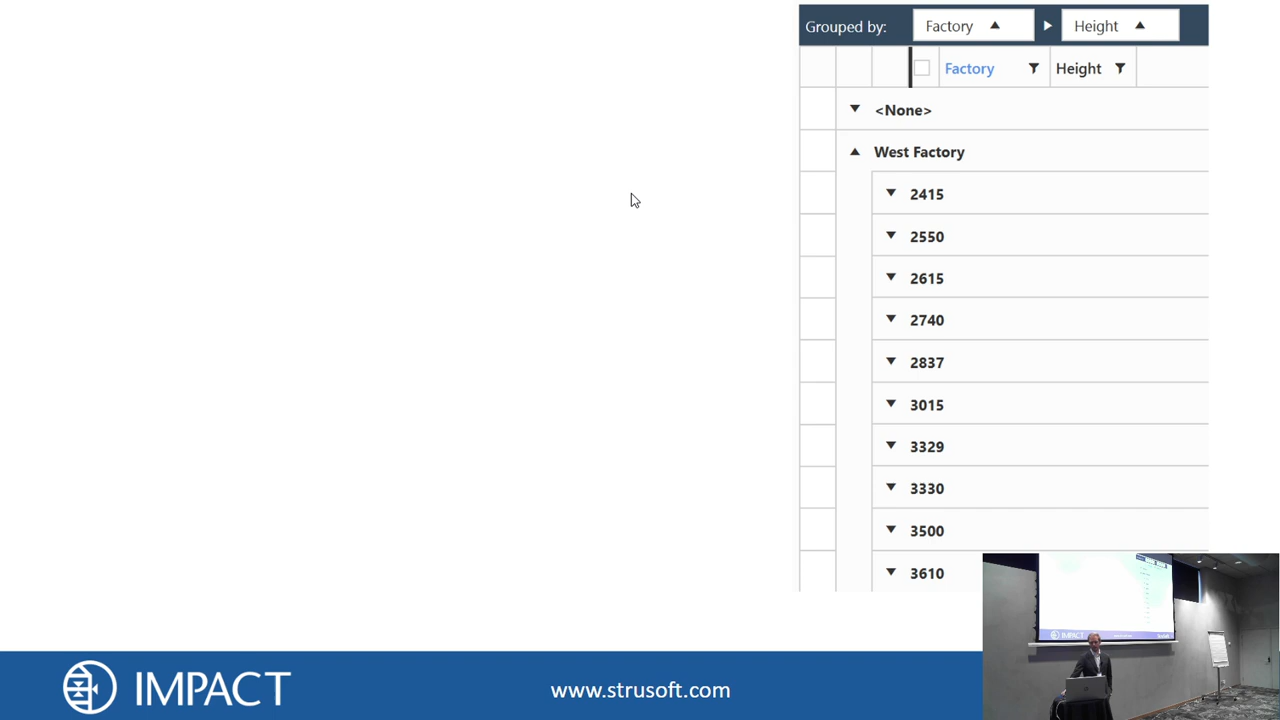 Grouped by: Factory Height
Factory Height
<None>
West Factory
2415
2550
2615
2740
2837
3015
3329
3330
3500
3610
IMPACT
www.strusoft.com
IMPACT